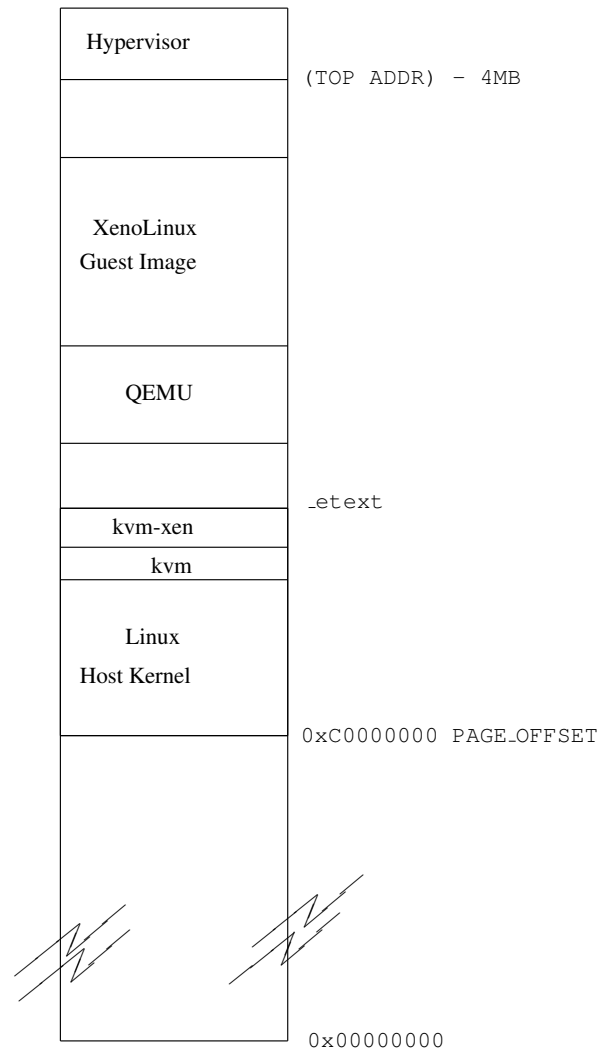 Hypervisor
(TOP ADDR) - 4MB
XenoLinux
Guest Image
QEMU
_etext
kvm-xen
kvm
Linux
Host Kernel
0xC0000000 PAGE_OFFSET
0x00000000